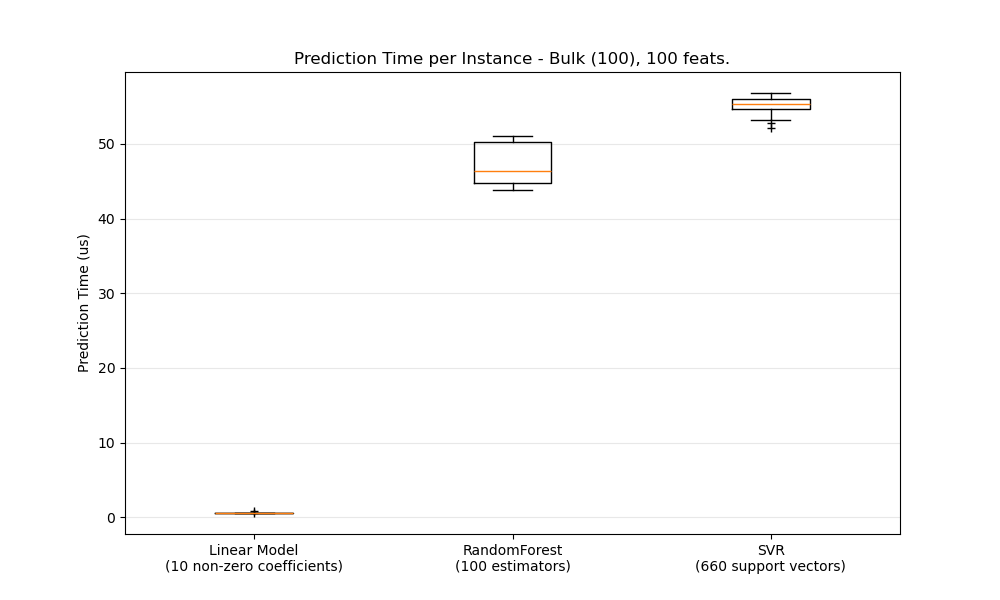 Prediction Time per Instance - Bulk (100), 100 feats.
Prediction Time (us)
50
40
30
20
10
0
Linear Model
(10 non-zero coefficients)
RandomForest
(100 estimators)
SVR
(660 support vectors)